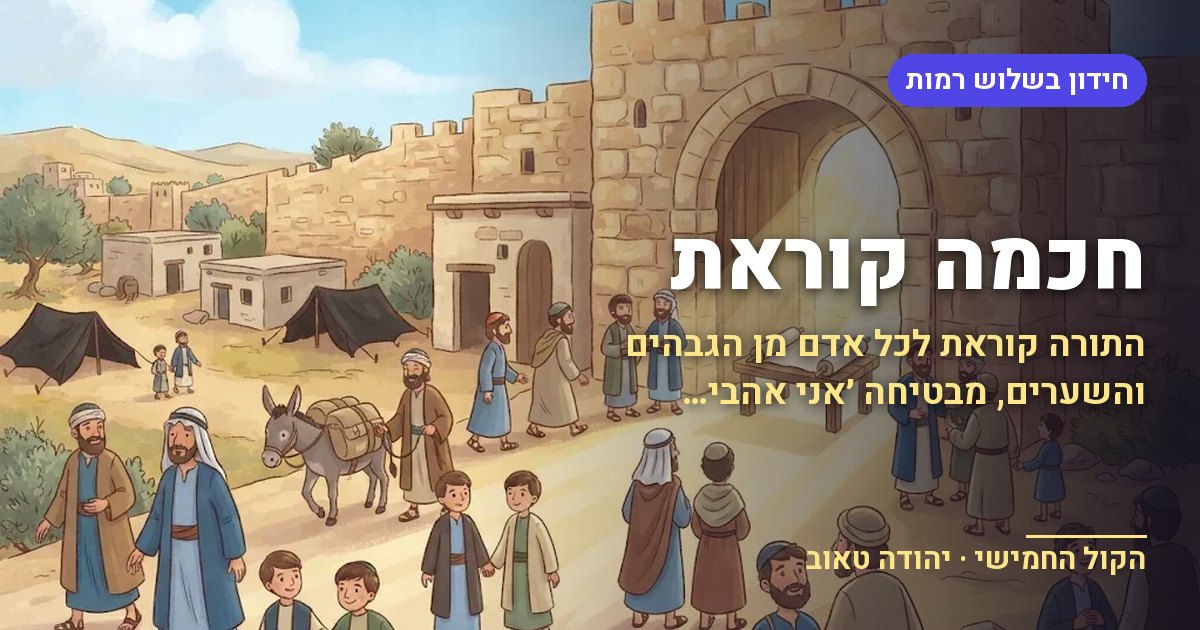 חידון בשלוש רמות
חכמה קוראת
התורה קוראת לכל אדם מן הגבהים
והשערים, מבטיחה ׳אני אהבי...
הקול החמישי · יהודה טאוב